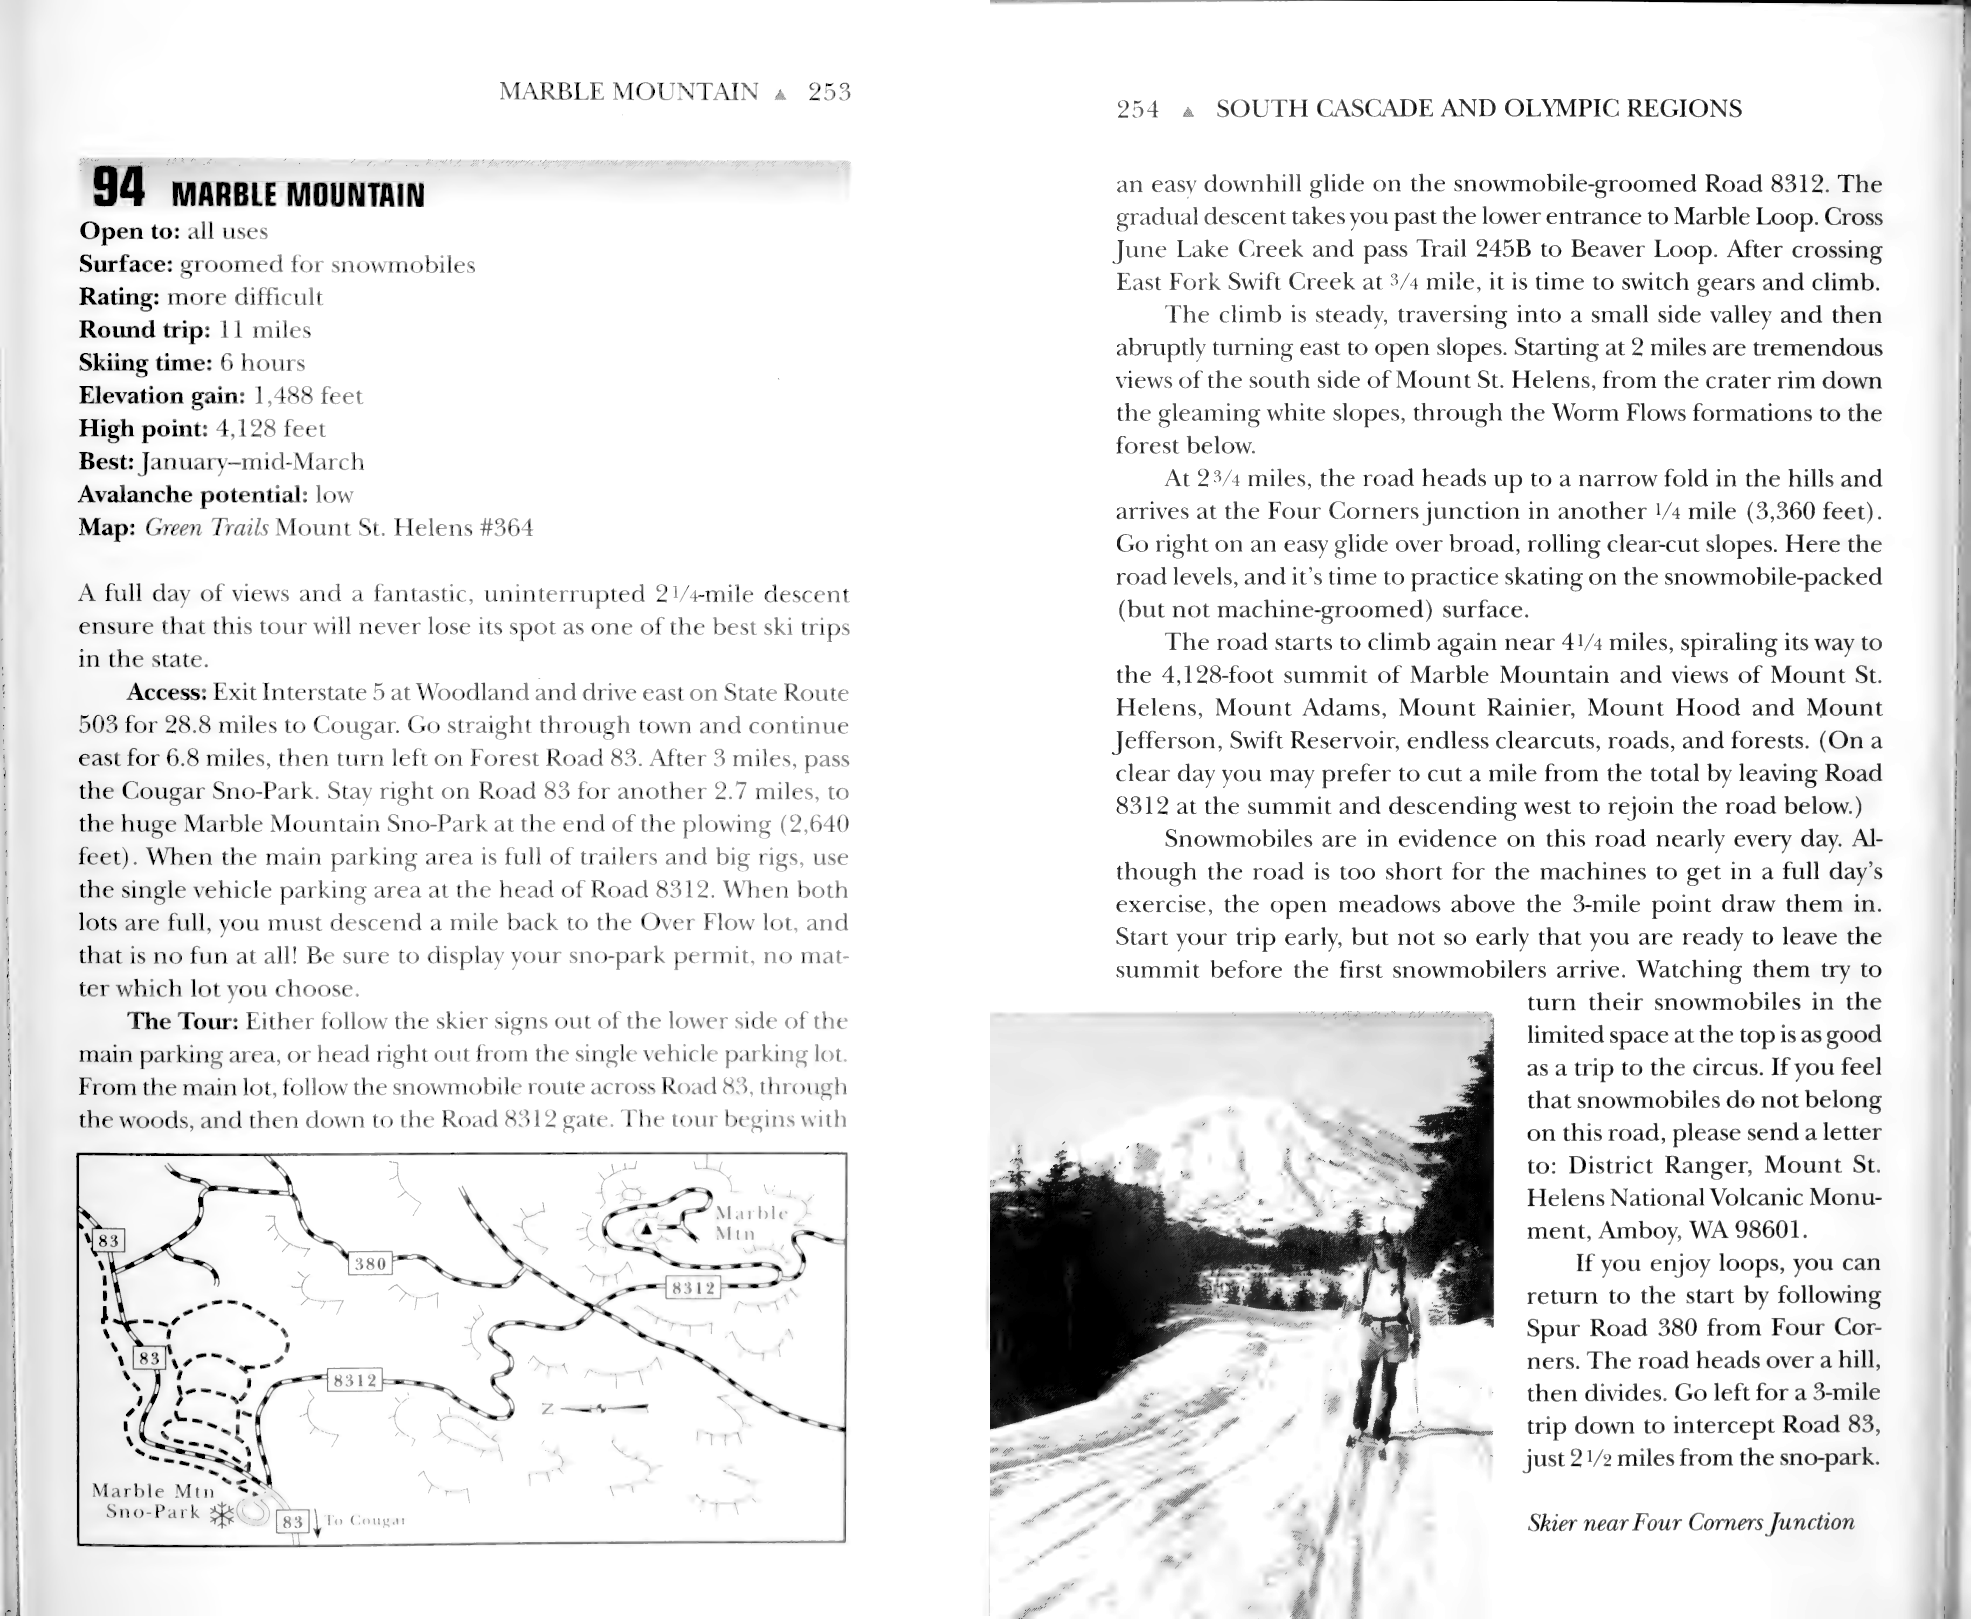 MARBLE MOUNTAIN ▲ 253
94 MARBLE MOUNTAIN
Open to: all uses
Surface: groomed for snowmobiles
Rating: more difficult
Round trip: 11 miles
Skiing time: 6 hours
Elevation gain: 1,488 feet
High point: 4,128 feet
Best: January–mid-March
Avalanche potential: low
Map: Green Trails Mount St. Helens #364
A full day of views and a fantastic, uninterrupted 2 1/4-mile descent
ensure that this tour will never lose its spot as one of the best ski trips
in the state.
Access: Exit Interstate 5 at Woodland and drive east on State Route
503 for 28.8 miles to Cougar. Go straight through town and continue
east for 6.8 miles, then turn left on Forest Road 83. After 3 miles, pass
the Cougar Sno-Park. Stay right on Road 83 for another 2.7 miles, to
the huge Marble Mountain Sno-Park at the end of the plowing (2,640
feet). When the main parking area is full of trailers and big rigs, use
the single vehicle parking area at the head of Road 8312. When both
lots are full, you must descend a mile back to the Over Flow lot, and
that is no fun at all! Be sure to display your sno-park permit, no mat-
ter which lot you choose.
The Tour: Either follow the skier signs out of the lower side of the
main parking area, or head right out from the single vehicle parking lot.
From the main lot, follow the snowmobile route across Road 83, through
the woods, and then down to the Road 8312 gate. The tour begins with
Marble
Mtn
83
380
8312
83
8312
N
Marble Mtn
Sno-Park
83
To Cougar
254 ▲ SOUTH CASCADE AND OLYMPIC REGIONS
an easy downhill glide on the snowmobile-groomed Road 8312. The
gradual descent takes you past the lower entrance to Marble Loop. Cross
June Lake Creek and pass Trail 245B to Beaver Loop. After crossing
East Fork Swift Creek at 3/4 mile, it is time to switch gears and climb.
The climb is steady, traversing into a small side valley and then
abruptly turning east to open slopes. Starting at 2 miles are tremendous
views of the south side of Mount St. Helens, from the crater rim down
the gleaming white slopes, through the Worm Flows formations to the
forest below.
At 2 3/4 miles, the road heads up to a narrow fold in the hills and
arrives at the Four Corners junction in another 1/4 mile (3,360 feet).
Go right on an easy glide over broad, rolling clear-cut slopes. Here the
road levels, and it's time to practice skating on the snowmobile-packed
(but not machine-groomed) surface.
The road starts to climb again near 4 1/4 miles, spiraling its way to
the 4,128-foot summit of Marble Mountain and views of Mount St.
Helens, Mount Adams, Mount Rainier, Mount Hood and Mount
Jefferson, Swift Reservoir, endless clearcuts, roads, and forests. (On a
clear day you may prefer to cut a mile from the total by leaving Road
8312 at the summit and descending west to rejoin the road below.)
Snowmobiles are in evidence on this road nearly every day. Al-
though the road is too short for the machines to get in a full day's
exercise, the open meadows above the 3-mile point draw them in.
Start your trip early, but not so early that you are ready to leave the
summit before the first snowmobilers arrive. Watching them try to
turn their snowmobiles in the
limited space at the top is as good
as a trip to the circus. If you feel
that snowmobiles do not belong
on this road, please send a letter
to: District Ranger, Mount St.
Helens National Volcanic Monu-
ment, Amboy, WA 98601.
If you enjoy loops, you can
return to the start by following
Spur Road 380 from Four Cor-
ners. The road heads over a hill,
then divides. Go left for a 3-mile
trip down to intercept Road 83,
just 2 1/2 miles from the sno-park.
Skier near Four Corners Junction